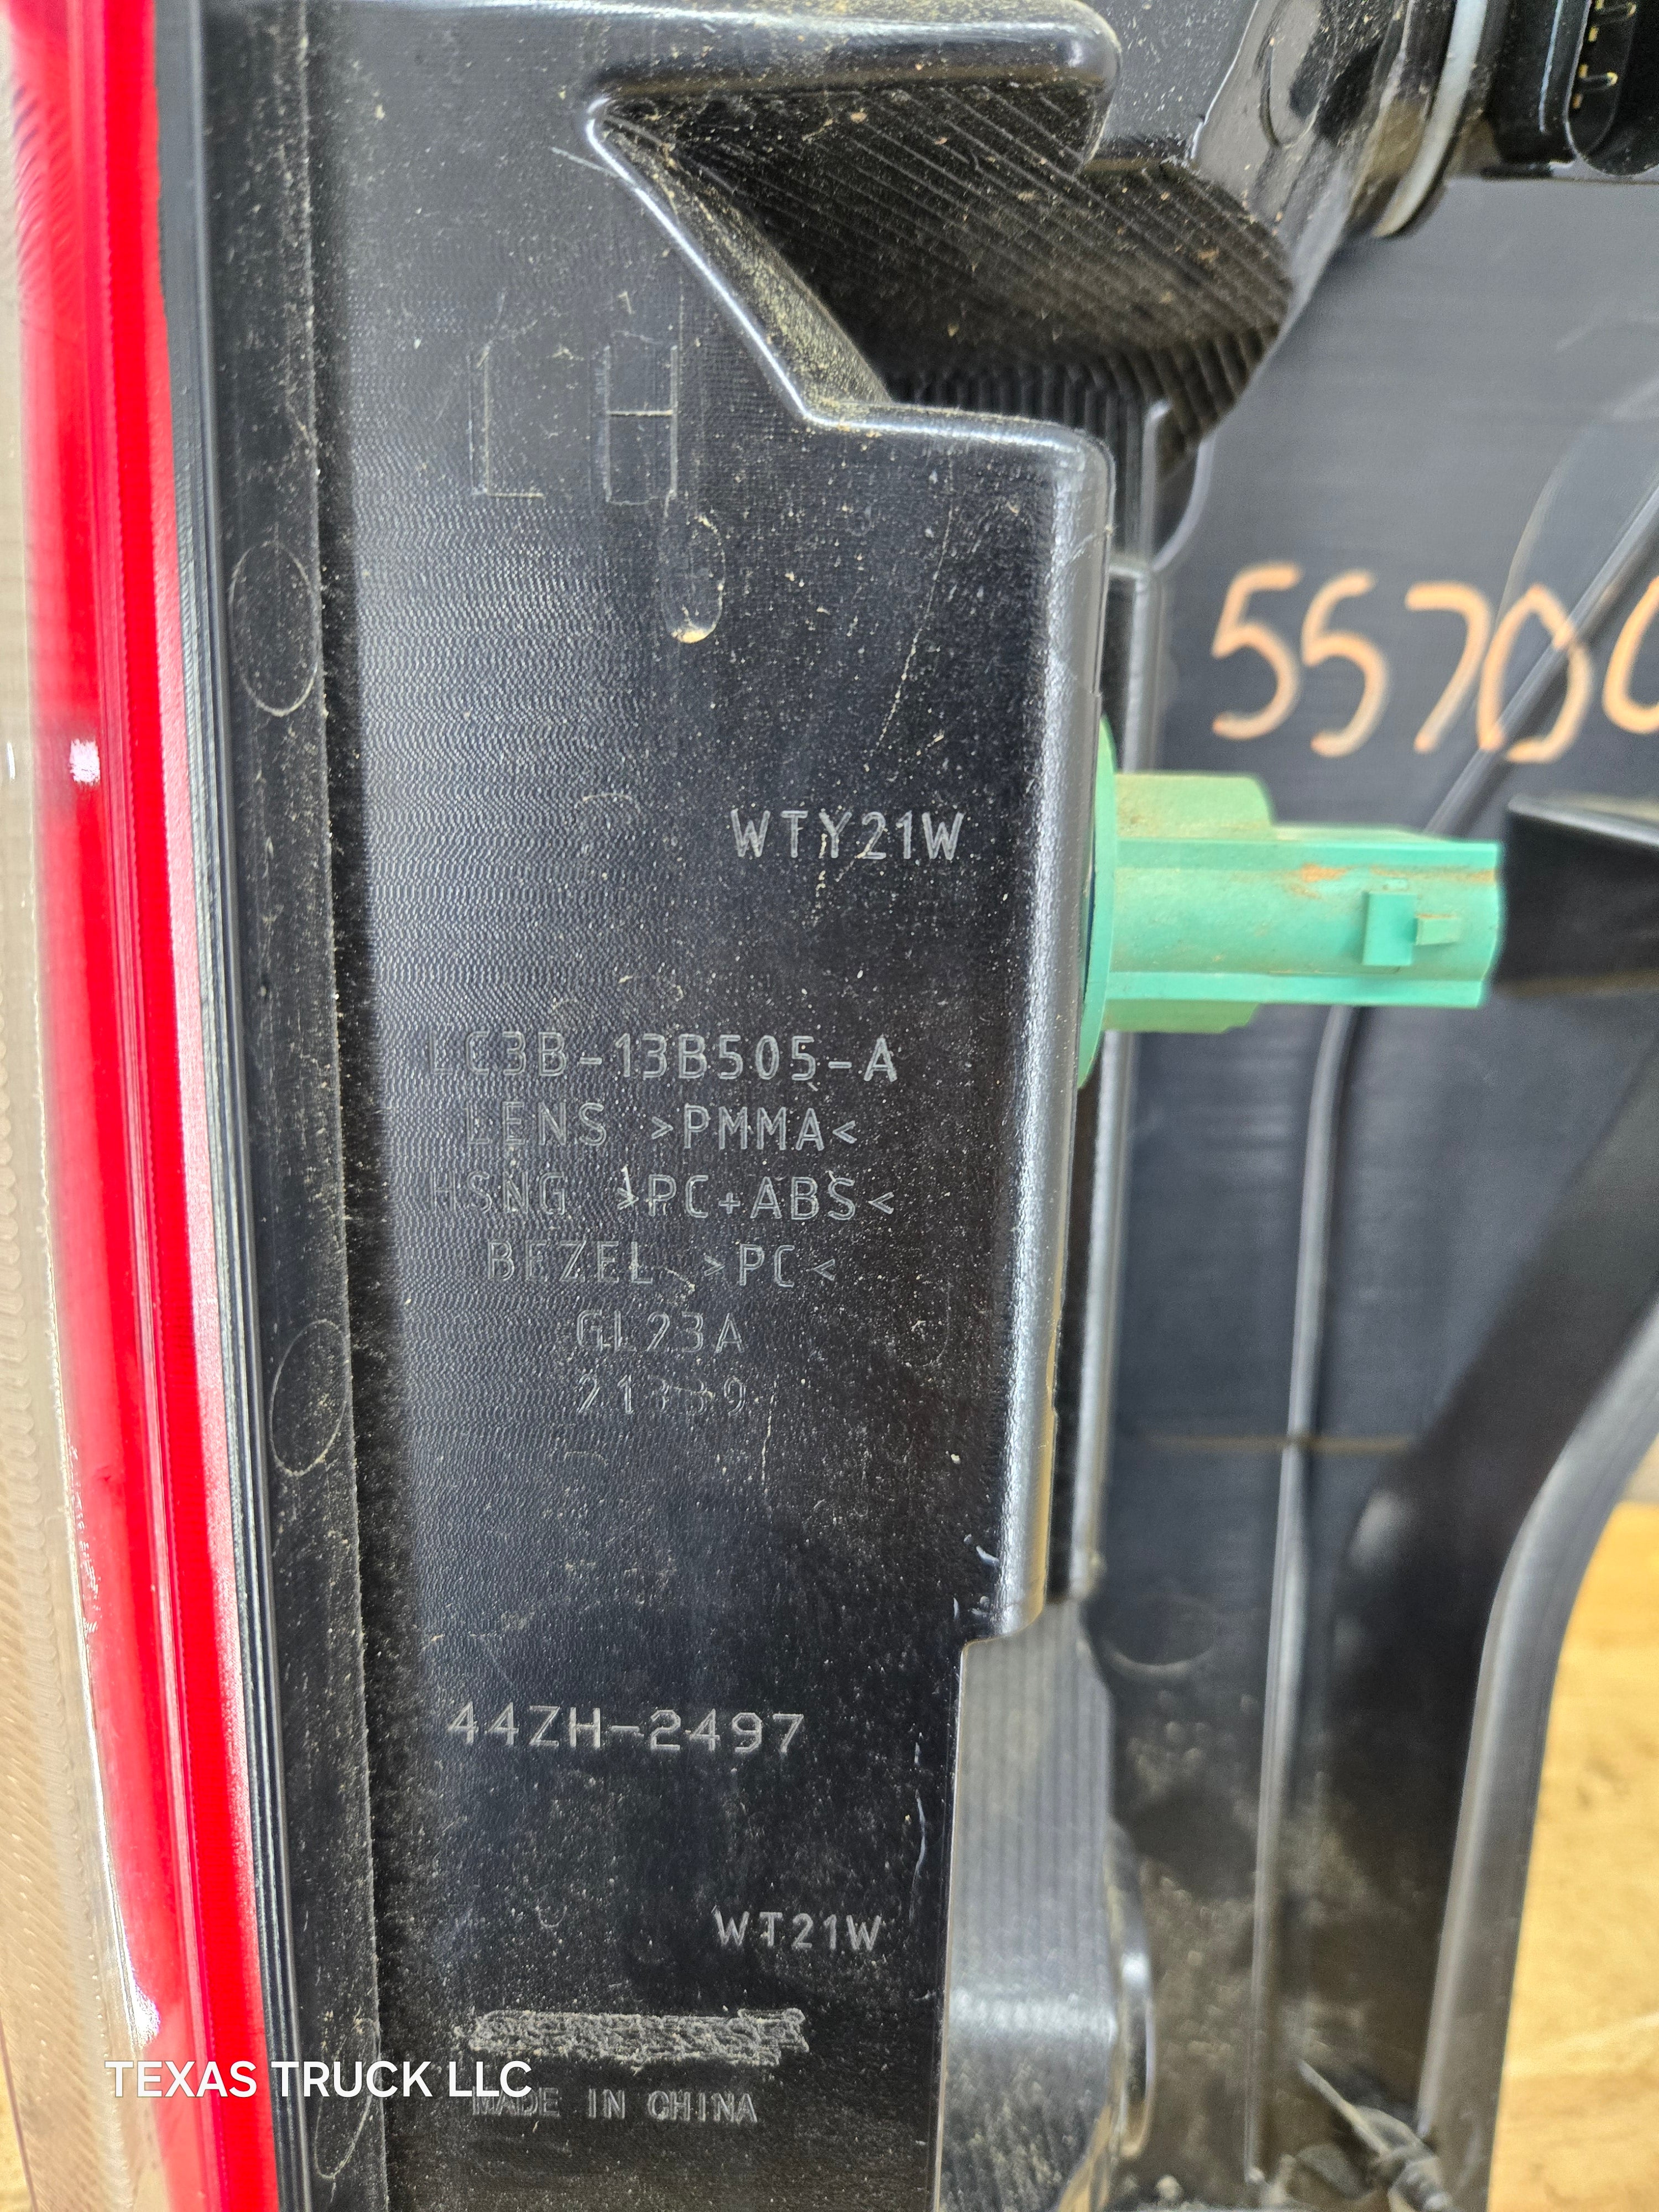 LH
5570
WTY21W
LC3B-13B505-A
LENS >PMMA<
HSNG >PC+ABS<
BEZEL >PC<
GL23A
44ZH-2497
WT21W
TEXAS TRUCK LLC
MADE IN CHINA